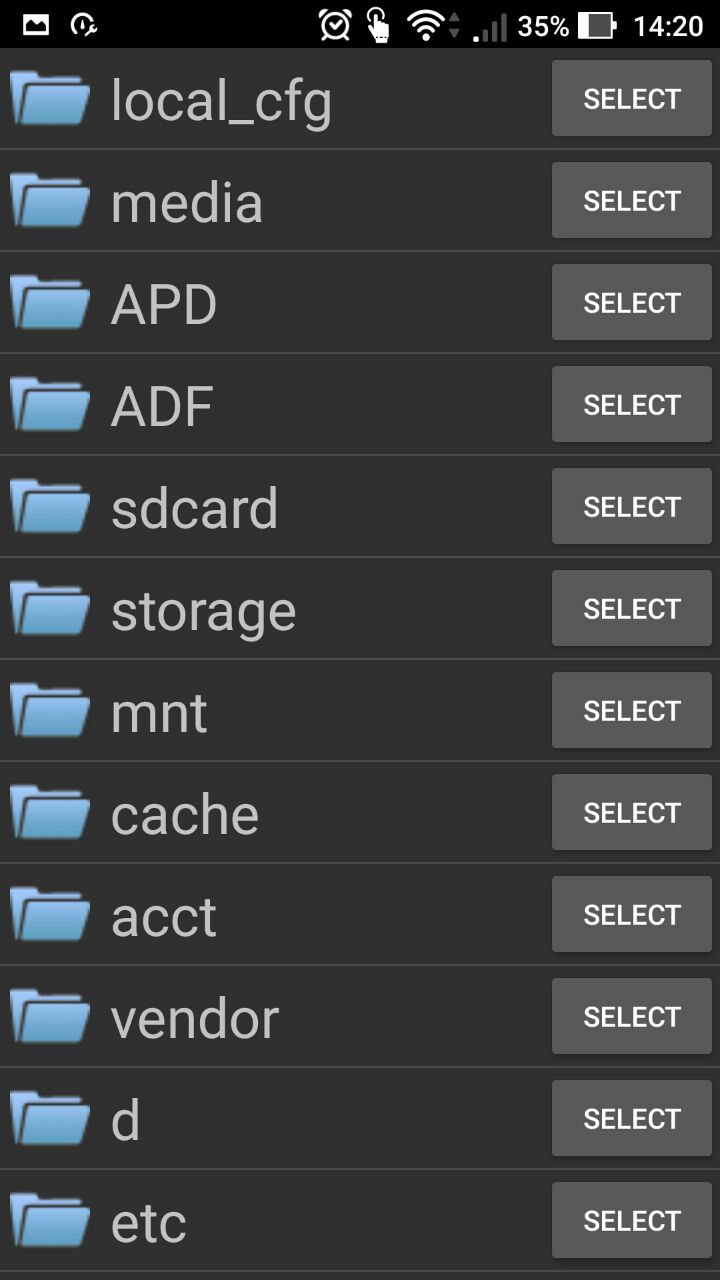 35% 14:20
local_cfg SELECT
media SELECT
APD SELECT
ADF SELECT
sdcard SELECT
storage SELECT
mnt SELECT
cache SELECT
acct SELECT
vendor SELECT
d SELECT
etc SELECT